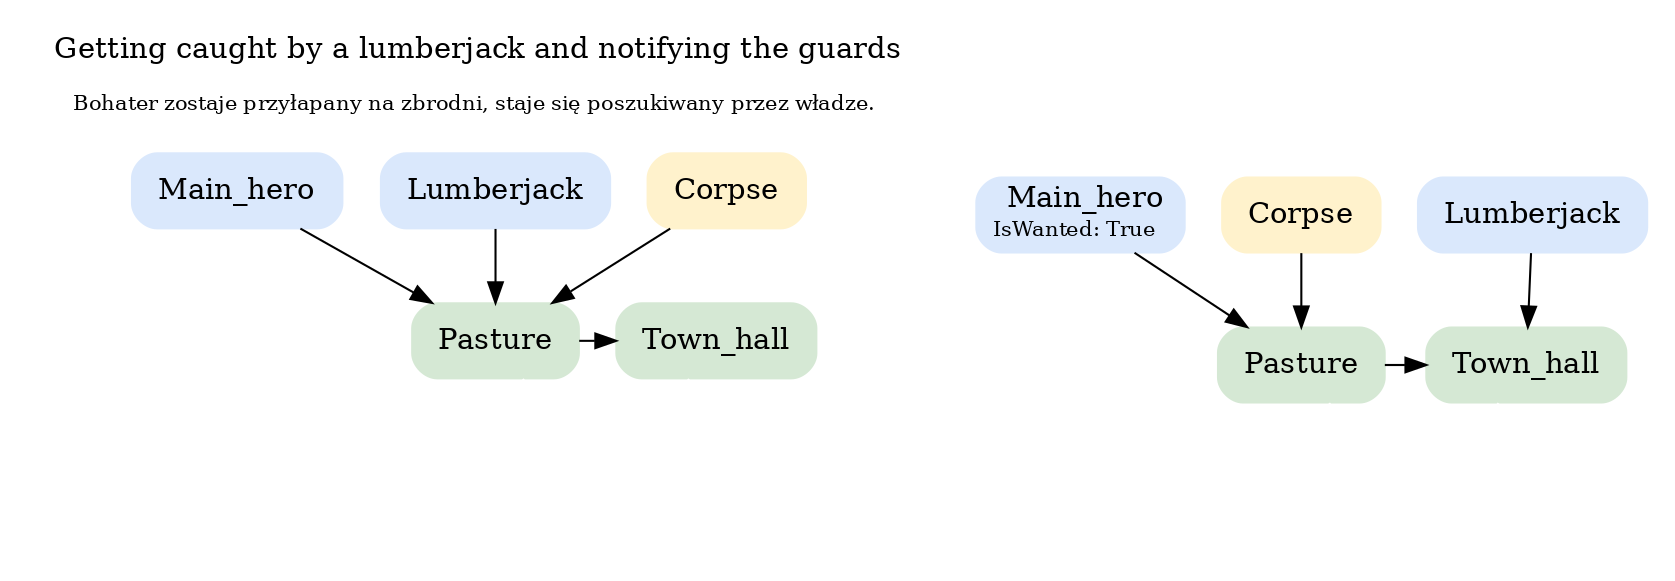 Getting caught by a lumberjack and notifying the guards
Bohater zostaje przyłapany na zbrodni, staje się poszukiwany przez władze.
Main_hero
Lumberjack
Corpse
Pasture
Town_hall
Main_hero
IsWanted: True
Corpse
Lumberjack
Pasture
Town_hall